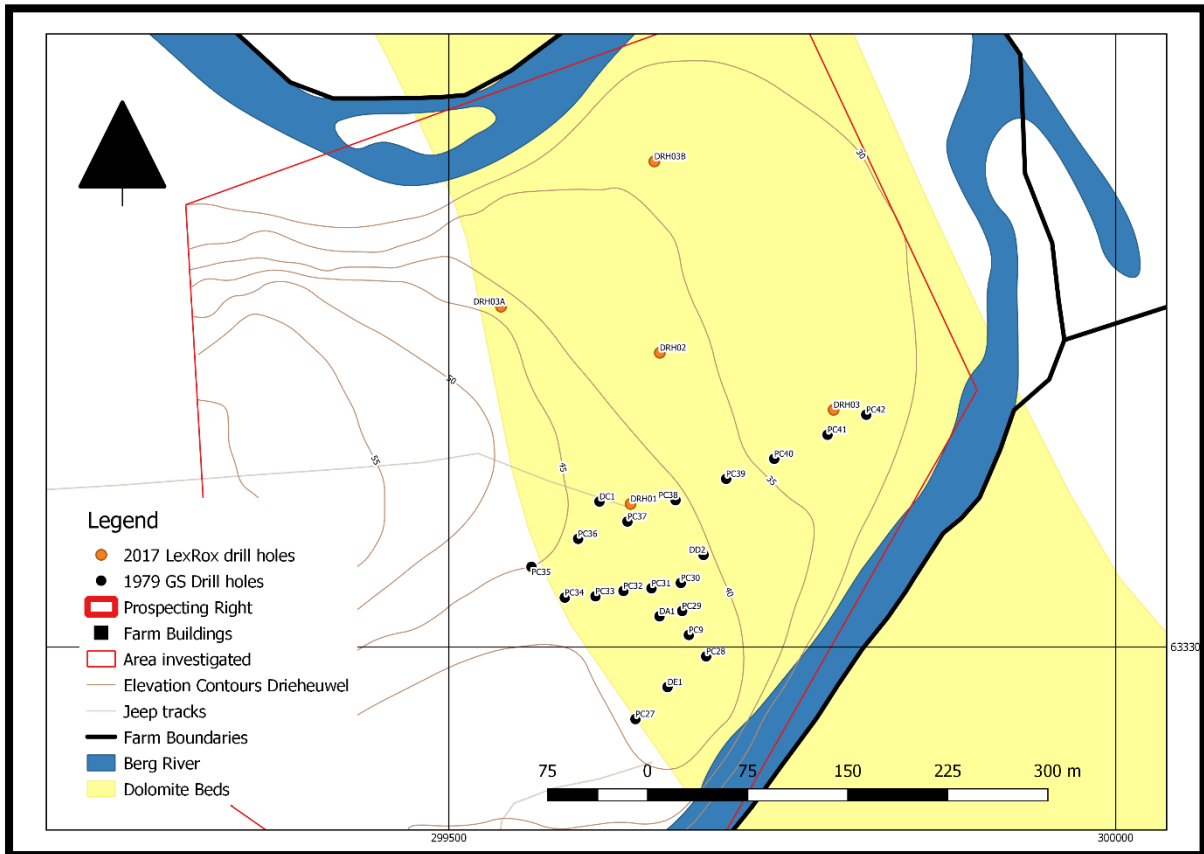 DRH03B
30
DRH03A
DRH02
50
DRH03
PC42
PC41
PC40
55
45
PC39
35
DC1
DRH01
PC38
PC37
PC36
DD2
PC35
PC30
PC31
PC32
PC33
PC34
40
PC29
DA1
PC9
PC28
DE1
PC27
63330
Legend
2017 LexRox drill holes
1979 GS Drill holes
Prospecting Right
Farm Buildings
Area investigated
Elevation Contours Drieheuwel
Jeep tracks
Farm Boundaries
Berg River
Dolomite Beds
75 0 75 150 225 300 m
299500 300000